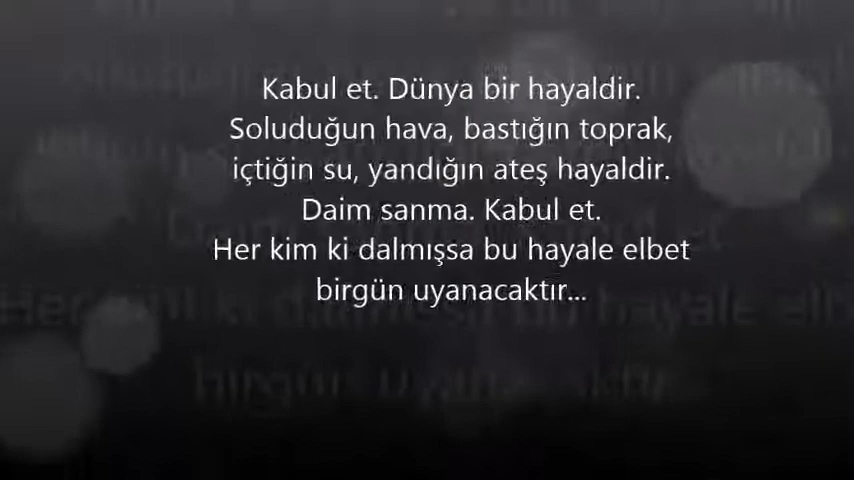 Kabul et. Dünya bir hayaldir.
Soluduğun hava, bastığın toprak,
içtiğin su, yandığın ateş hayaldir.
Daim sanma. Kabul et.
Her kim ki dalmışsa bu hayale elbet
birgün uyanacaktır...